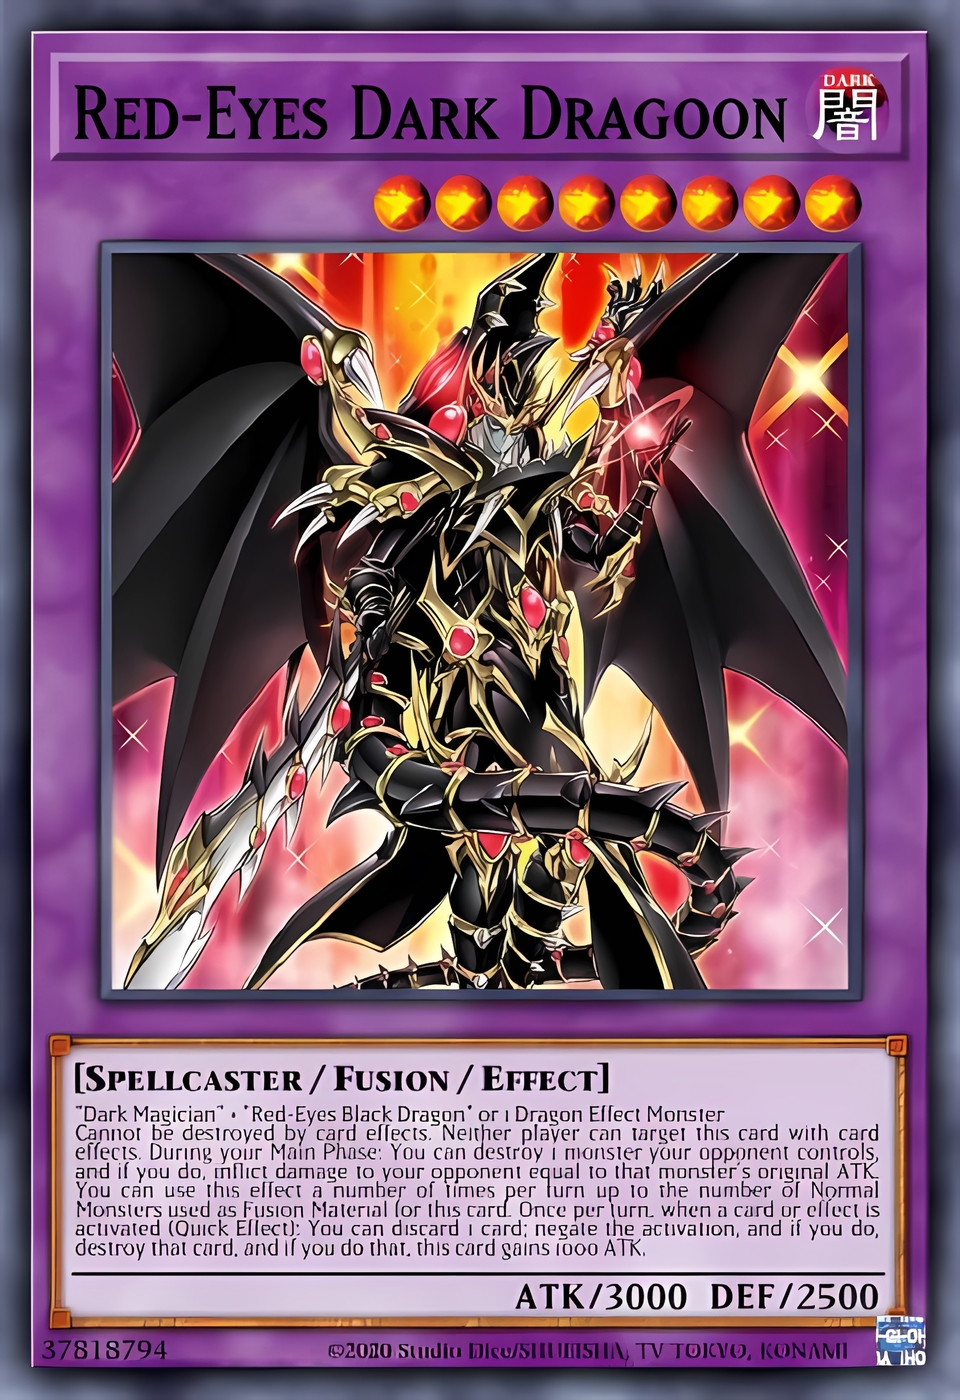 RED-EYES DARK DRAGOON
DARK
闇
[SPELLCASTER / FUSION / EFFECT]
"Dark Magician" + "Red-Eyes Black Dragon" or 1 Dragon Effect Monster
Cannot be destroyed by card effects. Neither player can target this card with card
effects. During your Main Phase: You can destroy 1 monster your opponent controls,
and if you do, inflict damage to your opponent equal to that monster's original ATK.
You can use this effect a number of times per turn up to the number of Normal
Monsters used as Fusion Material for this card. Once per turn, when a card or effect is
activated (Quick Effect): You can discard 1 card; negate the activation, and if you do,
destroy that card, and if you do that, this card gains 1000 ATK.
ATK/3000 DEF/2500
37818794
©2020 Studio Dice/SHUEISHA, TV TOKYO, KONAMI